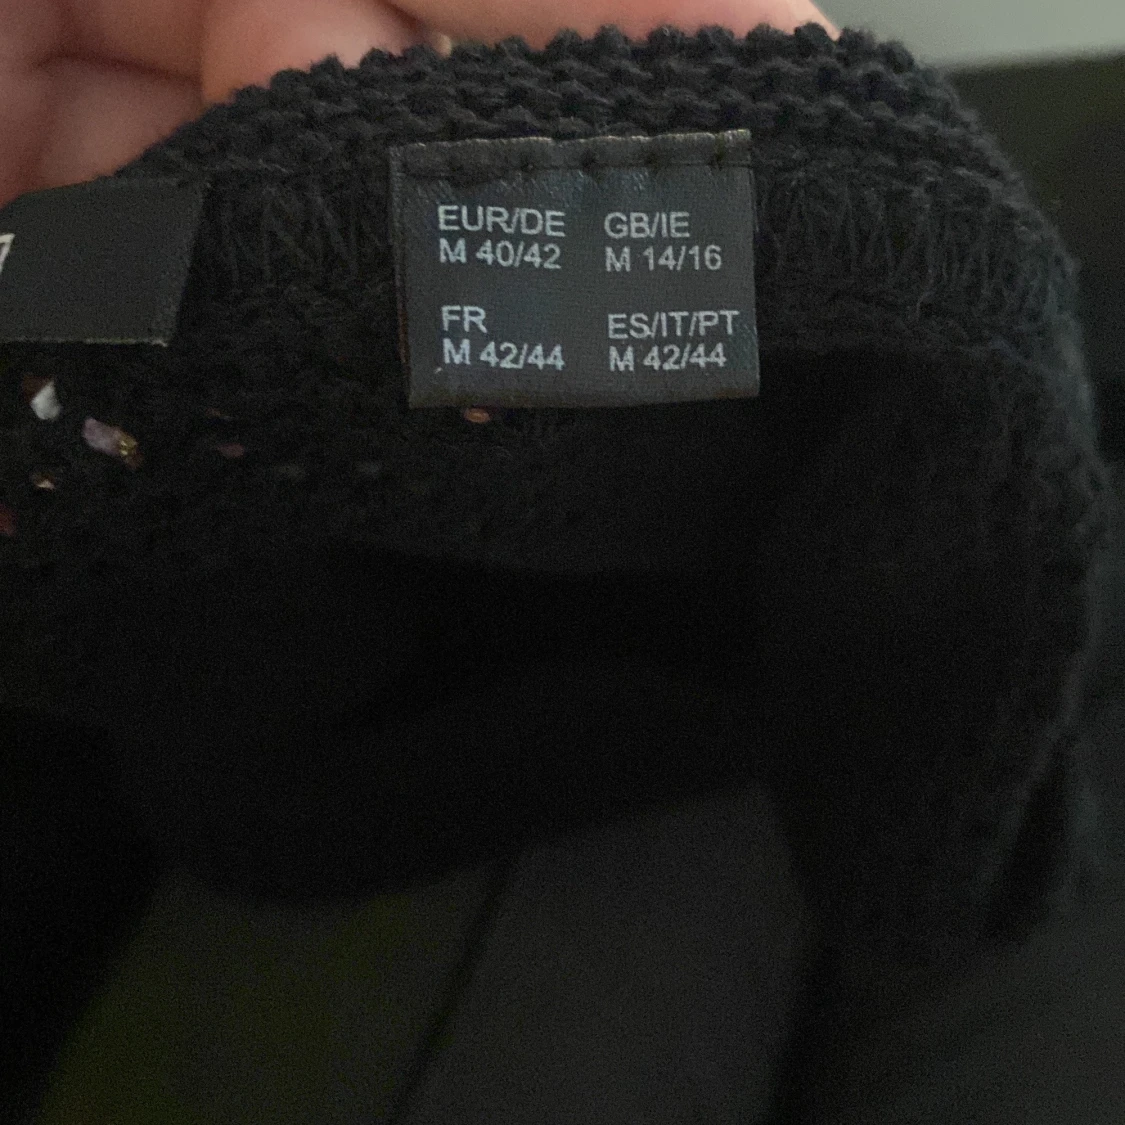 EUR/DE GB/IE
M 40/42 M 14/16
FR ES/IT/PT
M 42/44 M 42/44